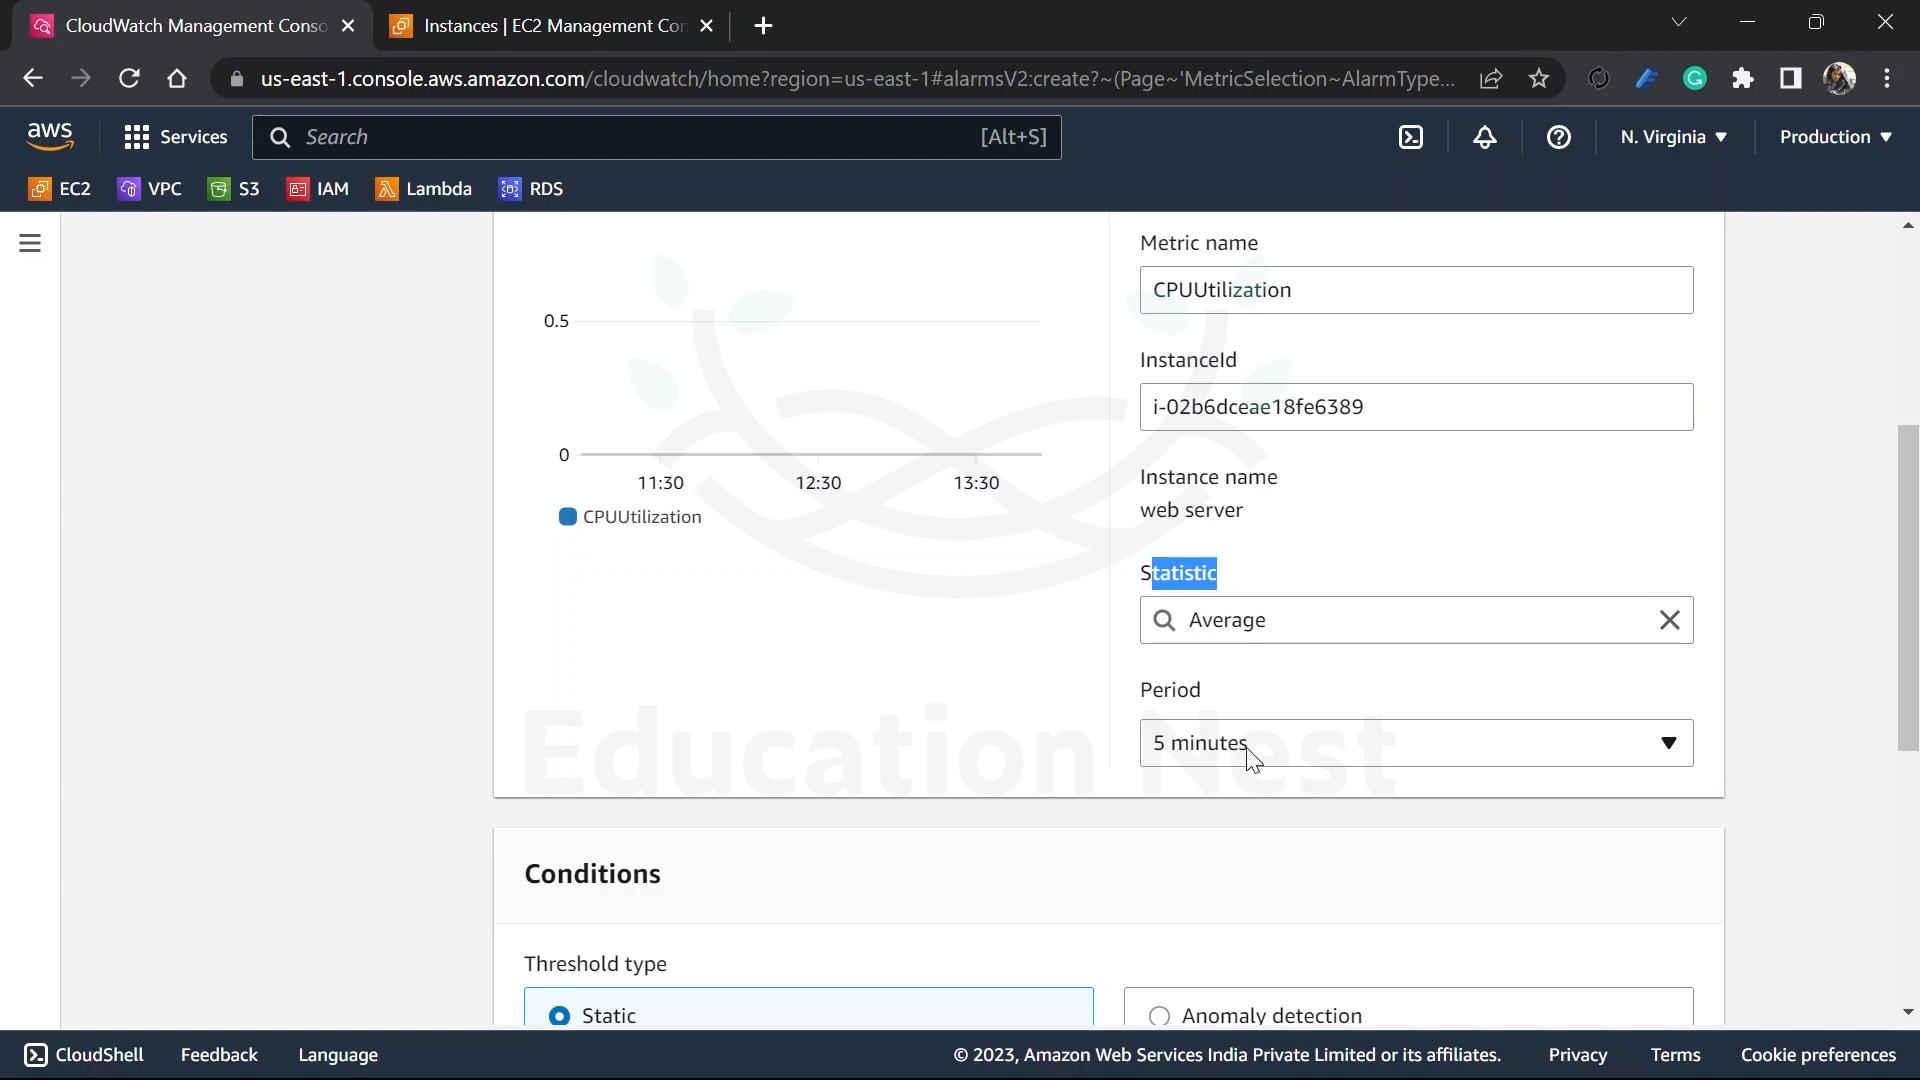 CloudWatch Management Conso
Instances | EC2 Management Con
us-east-1.console.aws.amazon.com/cloudwatch/home?region=us-east-1#alarmsV2:create?~(Page~'MetricSelection~AlarmType...
aws
Services
Search
[Alt+S]
N. Virginia
Production
EC2
VPC
S3
IAM
Lambda
RDS
Metric name
CPUUtilization
0.5
InstanceId
i-02b6dceae18fe6389
0
11:30
12:30
13:30
CPUUtilization
Instance name
web server
Statistic
Average
Period
5 minutes
Education Nest
Conditions
Threshold type
Static
Anomaly detection
CloudShell
Feedback
Language
© 2023, Amazon Web Services India Private Limited or its affiliates.
Privacy
Terms
Cookie preferences